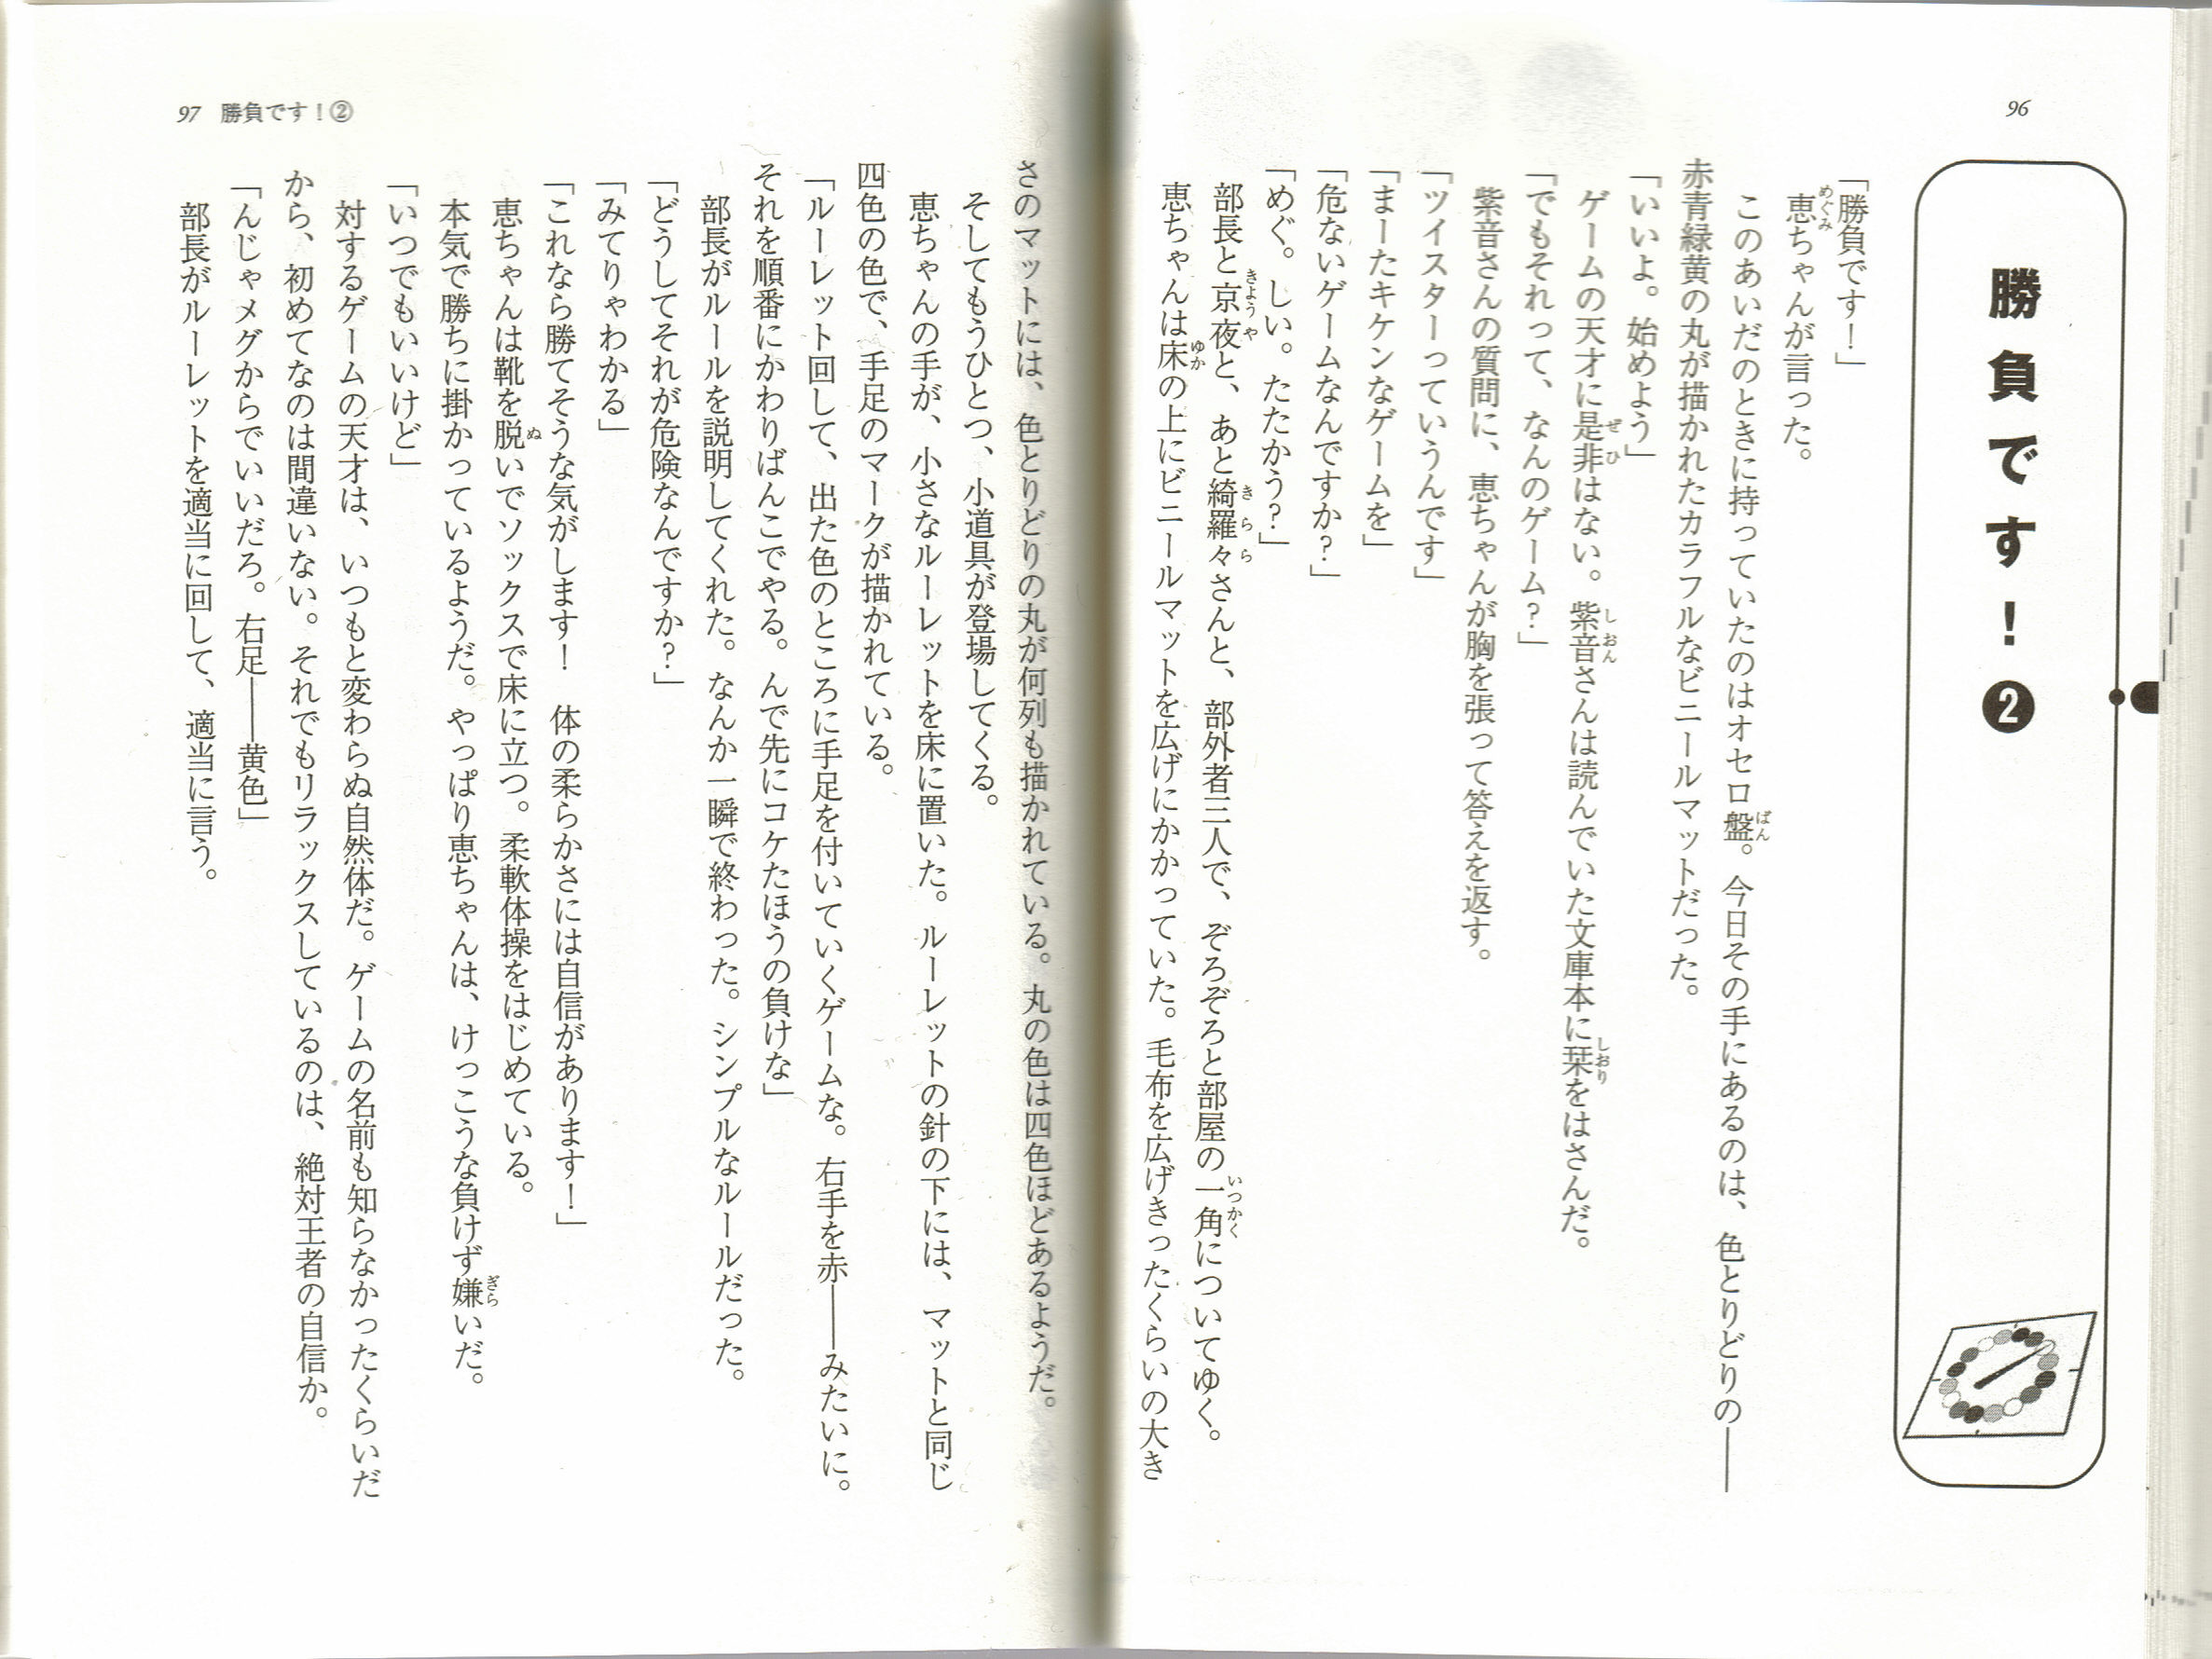 96
勝負です！❷
「勝負です！」
恵ちゃんが言った。
このあいだのときに持っていたのはオセロ盤。今日その手にあるのは、色とりどりの――
赤青緑黄の丸が描かれたカラフルなビニールマットだった。
「いいよ。始めよう」
ゲームの天才に是非はない。紫音さんは読んでいた文庫本に栞をはさんだ。
「でもそれって、なんのゲーム？」
紫音さんの質問に、恵ちゃんが胸を張って答えを返す。
「ツイスターっていうんです」
「まーたキケンなゲームを」
「危ないゲームなんですか？」
「めぐ。しい。たたかう？」
部長と京夜と、あと綺羅々さんと、部外者三人で、ぞろぞろと部屋の一角についてゆく。
恵ちゃんは床の上にビニールマットを広げにかかっていた。毛布を広げきったくらいの大き
さのマットには、色とりどりの丸が何列も描かれている。丸の色は四色ほどあるようだ。
そしてもうひとつ、小道具が登場してくる。
恵ちゃんの手が、小さなルーレットを床に置いた。ルーレットの針の下には、マットと同じ
四色の色で、手足のマークが描かれている。
「ルーレット回して、出た色のところに手足を付いていくゲームな。右手を赤――みたいに。
それを順番にかわりばんこでやる。んで先にコケたほうの負けな」
部長がルールを説明してくれた。なんか一瞬で終わった。シンプルなルールだった。
「どうしてそれが危険なんですか？」
「みてりゃわかる」
「これなら勝てそうな気がします！　体の柔らかさには自信があります！」
恵ちゃんは靴を脱いでソックスで床に立つ。柔軟体操をはじめている。
本気で勝ちに掛かっているようだ。やっぱり恵ちゃんは、けっこうな負けず嫌いだ。
「いつでもいいけど」
対するゲームの天才は、いつもと変わらぬ自然体だ。ゲームの名前も知らなかったくらいだ
から、初めてなのは間違いない。それでもリラックスしているのは、絶対王者の自信か。
「んじゃメグからでいいだろ。右足――黄色」
部長がルーレットを適当に回して、適当に言う。
97 勝負です！②